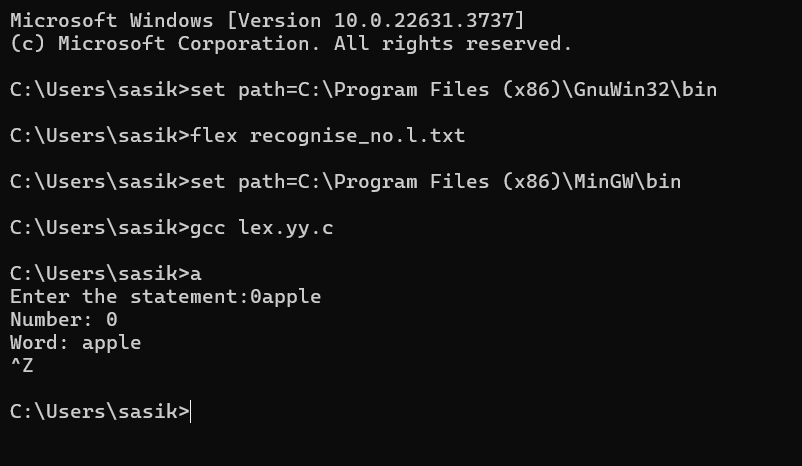 Microsoft Windows [Version 10.0.22631.3737]
(c) Microsoft Corporation. All rights reserved.
C:\Users\sasik>set path=C:\Program Files (x86)\GnuWin32\bin
C:\Users\sasik>flex recognise_no.l.txt
C:\Users\sasik>set path=C:\Program Files (x86)\MinGW\bin
C:\Users\sasik>gcc lex.yy.c
C:\Users\sasik>a
Enter the statement:0apple
Number: 0
Word: apple
^Z
C:\Users\sasik>